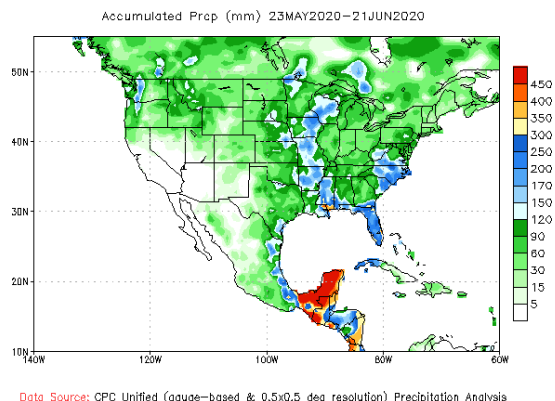 Accumulated Prcp (mm) 23MAY2020-21JUN2020
50N
40N
30N
20N
10N
140W 120W 100W 80W 60W
450
400
350
300
250
200
170
150
120
90
60
30
15
5
Data Source: CPC Unified (gauge-based & 0.5x0.5 deg resolution) Precipitation Analysis